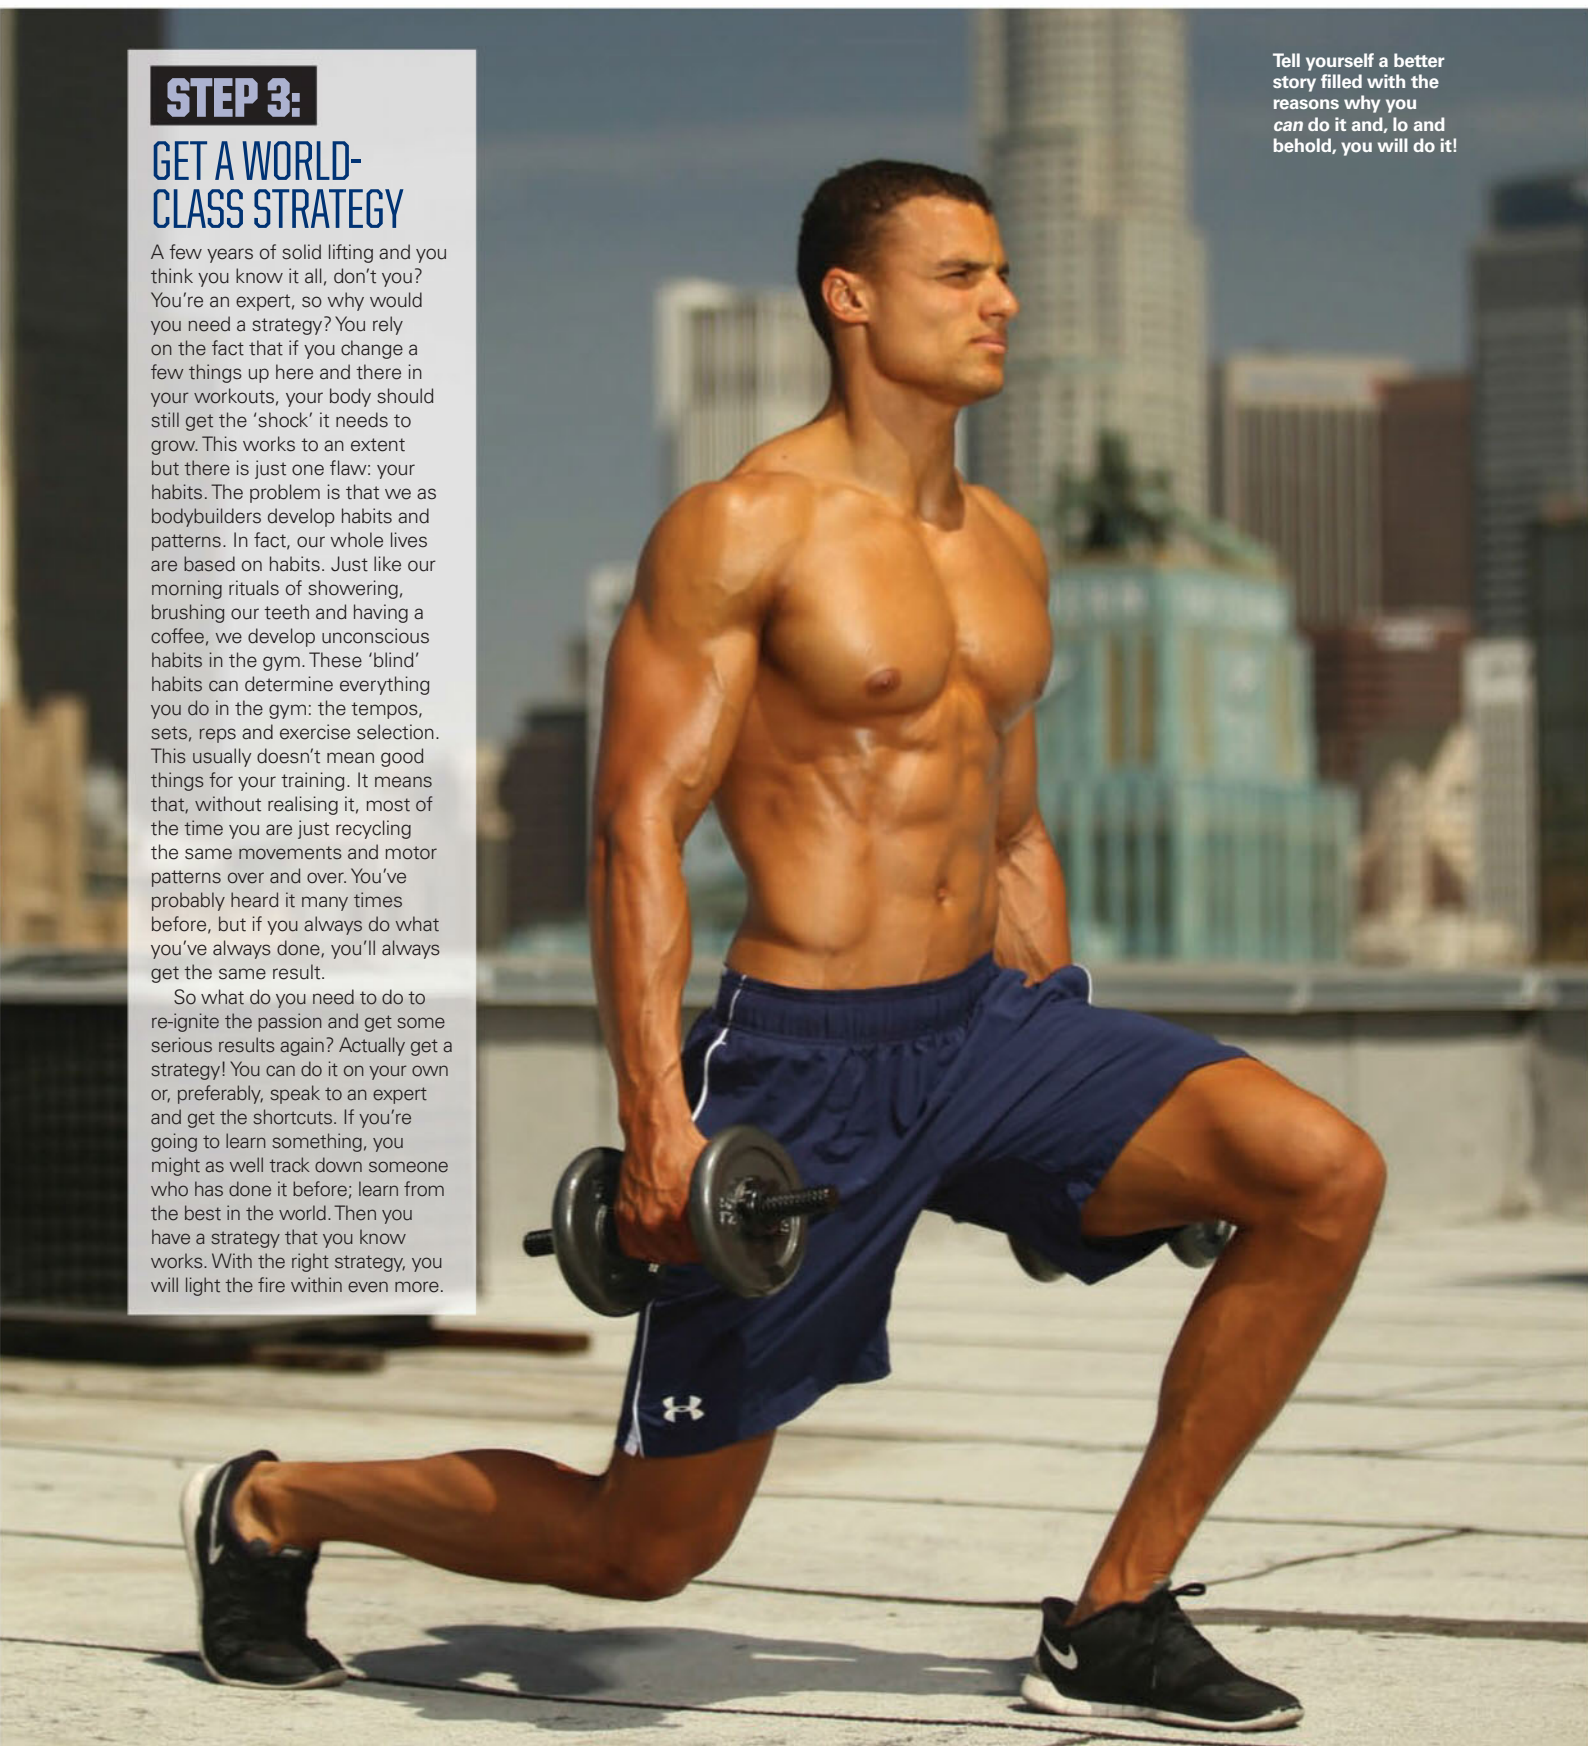 STEP 3:
GET A WORLD-
CLASS STRATEGY
A few years of solid lifting and you
think you know it all, don’t you?
You’re an expert, so why would
you need a strategy? You rely
on the fact that if you change a
few things up here and there in
your workouts, your body should
still get the ‘shock’ it needs to
grow. This works to an extent
but there is just one flaw: your
habits. The problem is that we as
bodybuilders develop habits and
patterns. In fact, our whole lives
are based on habits. Just like our
morning rituals of showering,
brushing our teeth and having a
coffee, we develop unconscious
habits in the gym. These ‘blind’
habits can determine everything
you do in the gym: the tempos,
sets, reps and exercise selection.
This usually doesn’t mean good
things for your training. It means
that, without realising it, most of
the time you are just recycling
the same movements and motor
patterns over and over. You’ve
probably heard it many times
before, but if you always do what
you’ve always done, you’ll always
get the same result.
So what do you need to do to
re-ignite the passion and get some
serious results again? Actually get a
strategy! You can do it on your own
or, preferably, speak to an expert
and get the shortcuts. If you’re
going to learn something, you
might as well track down someone
who has done it before; learn from
the best in the world. Then you
have a strategy that you know
works. With the right strategy, you
will light the fire within even more.
Tell yourself a better
story filled with the
reasons why you
can do it and, lo and
behold, you will do it!